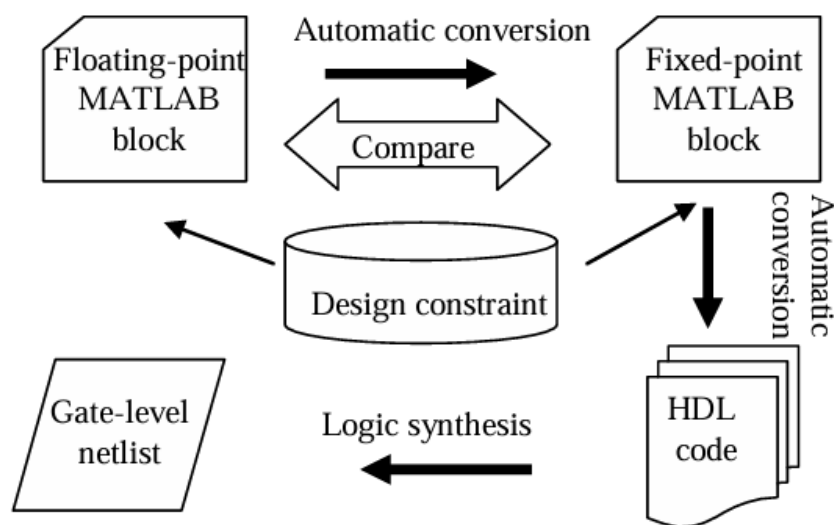 Floating-point
MATLAB
block
Automatic conversion
Compare
Fixed-point
MATLAB
block
Automatic
conversion
Design constraint
Gate-level
netlist
Logic synthesis
HDL
code